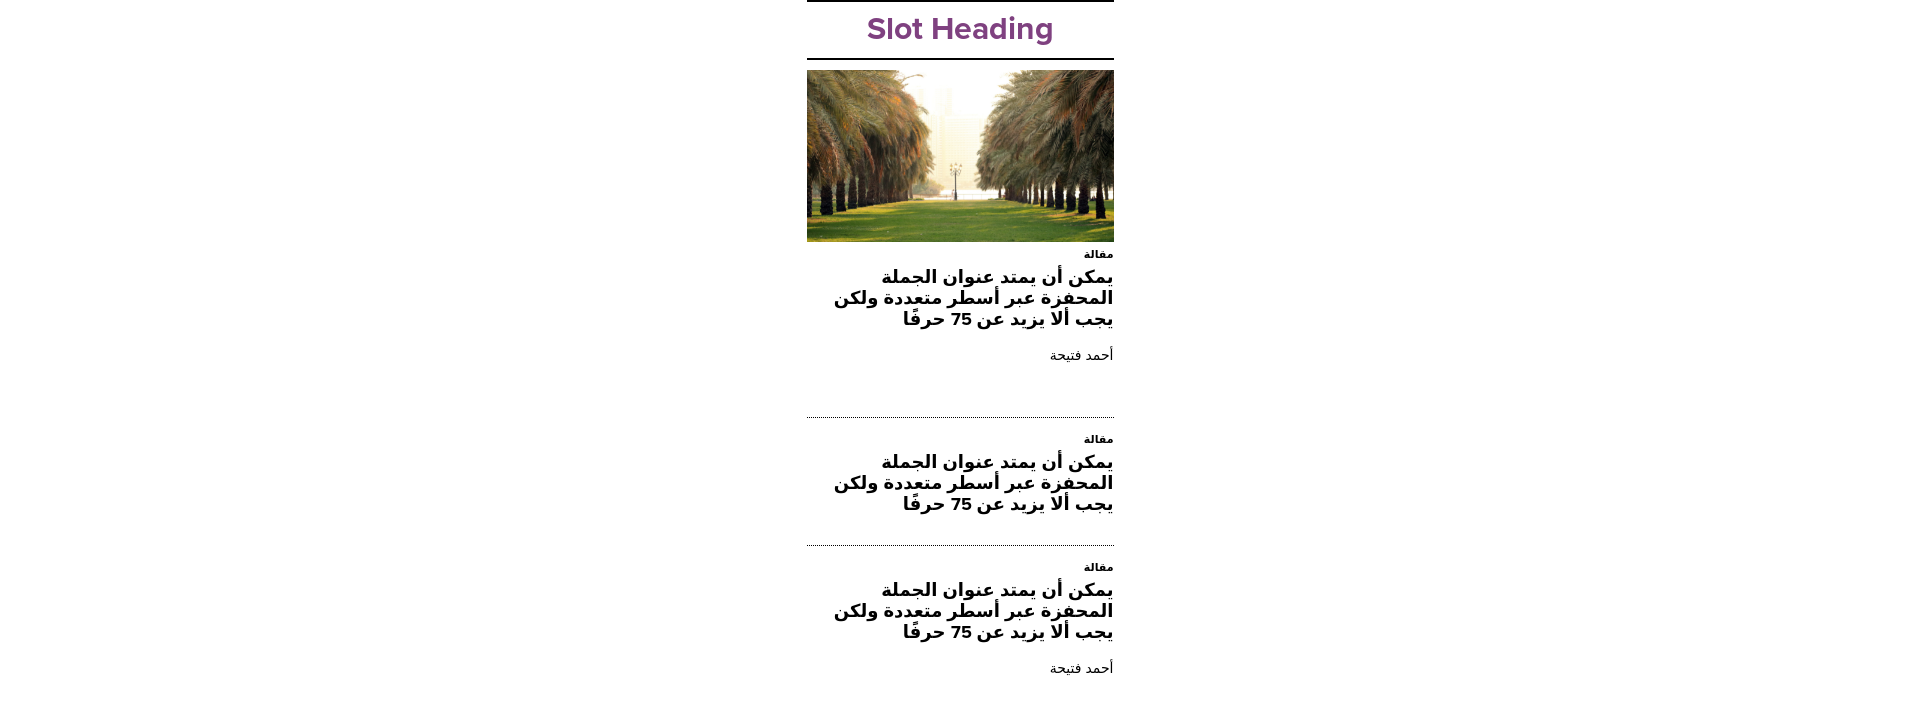 Slot Heading
مقالة
يمكن أن يمتد عنوان الجملة
المحفزة عبر أسطر متعددة ولكن
يجب ألا يزيد عن 75 حرفًا
أحمد فتيحة
مقالة
يمكن أن يمتد عنوان الجملة
المحفزة عبر أسطر متعددة ولكن
يجب ألا يزيد عن 75 حرفًا
مقالة
يمكن أن يمتد عنوان الجملة
المحفزة عبر أسطر متعددة ولكن
يجب ألا يزيد عن 75 حرفًا
أحمد فتيحة